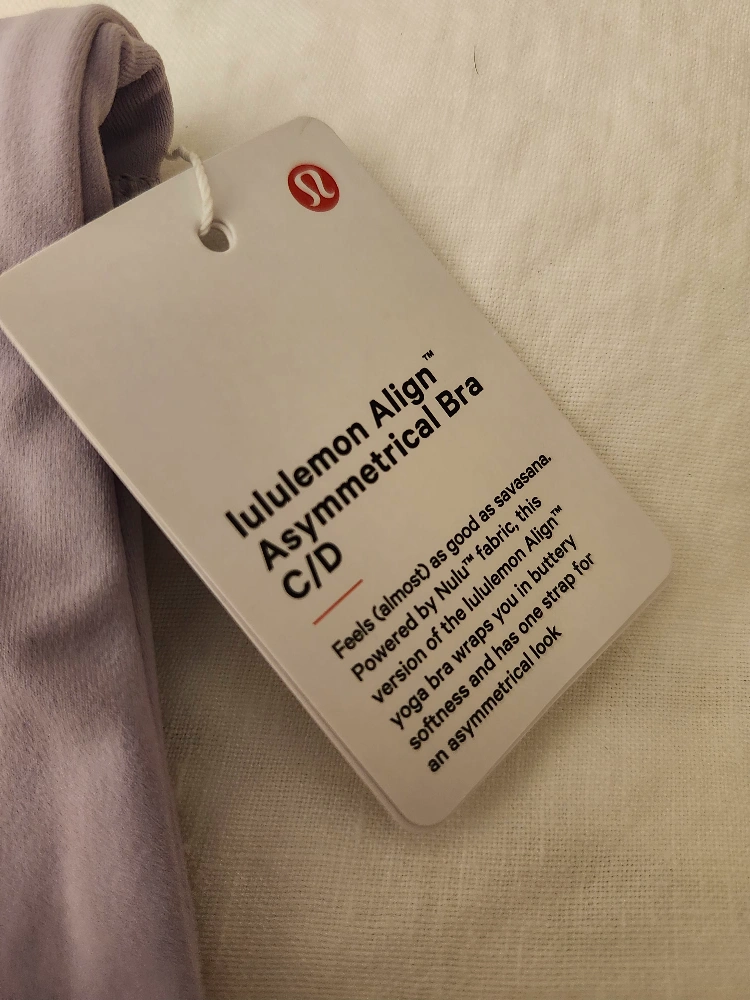 lululemon Align™
Asymmetrical Bra
C/D
Feels (almost) as good as savasana.
Powered by Nulu™ fabric, this
version of the lululemon Align™
yoga bra wraps you in buttery
softness and has one strap for
an asymmetrical look